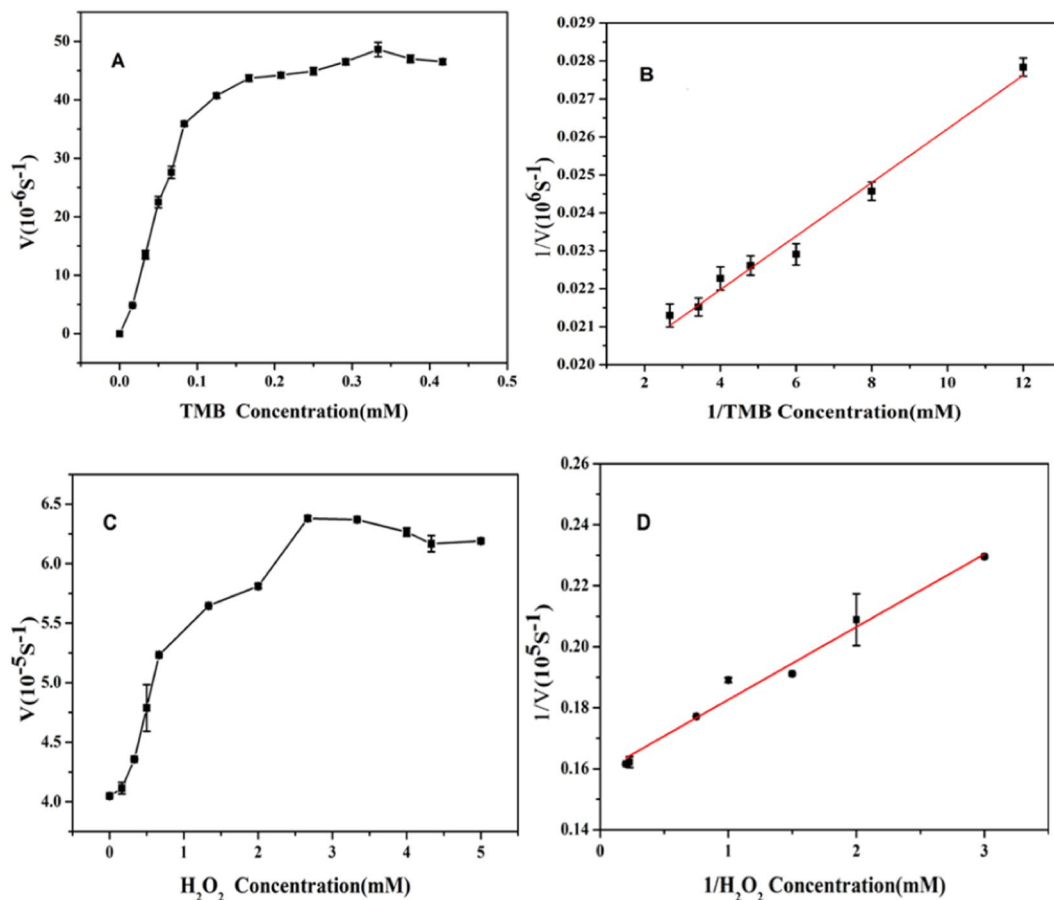 A
V(10-6S-1)
50
40
30
20
10
0
0.0 0.1 0.2 0.3 0.4 0.5
TMB Concentration(mM)
B
1/V(10^6S-1)
0.028
0.027
0.026
0.025
0.024
0.023
0.022
0.021
0.020
2 4 6 8 10 12
1/TMB Concentration(mM)
C
V(10-5S-1)
6.5
6.0
5.5
5.0
4.5
4.0
0 1 2 3 4 5
H2O2 Concentration(mM)
D
1/V(10^5S-1)
0.26
0.24
0.22
0.20
0.18
0.16
0.14
0 1 2 3
1/H2O2 Concentration(mM)